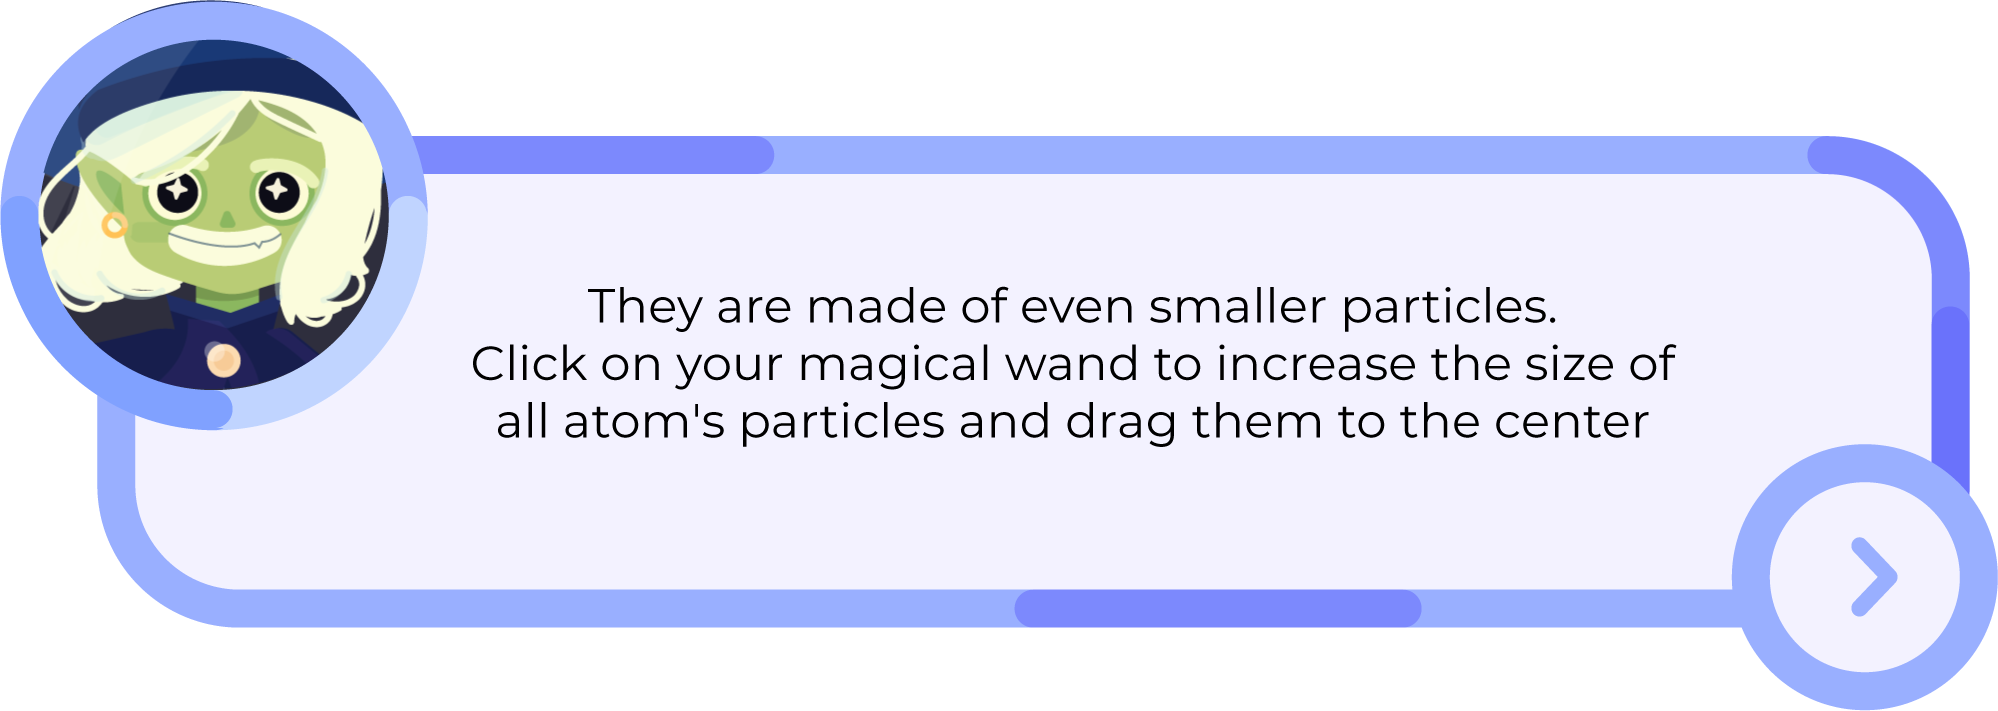 They are made of even smaller particles.
Click on your magical wand to increase the size of
all atom's particles and drag them to the center